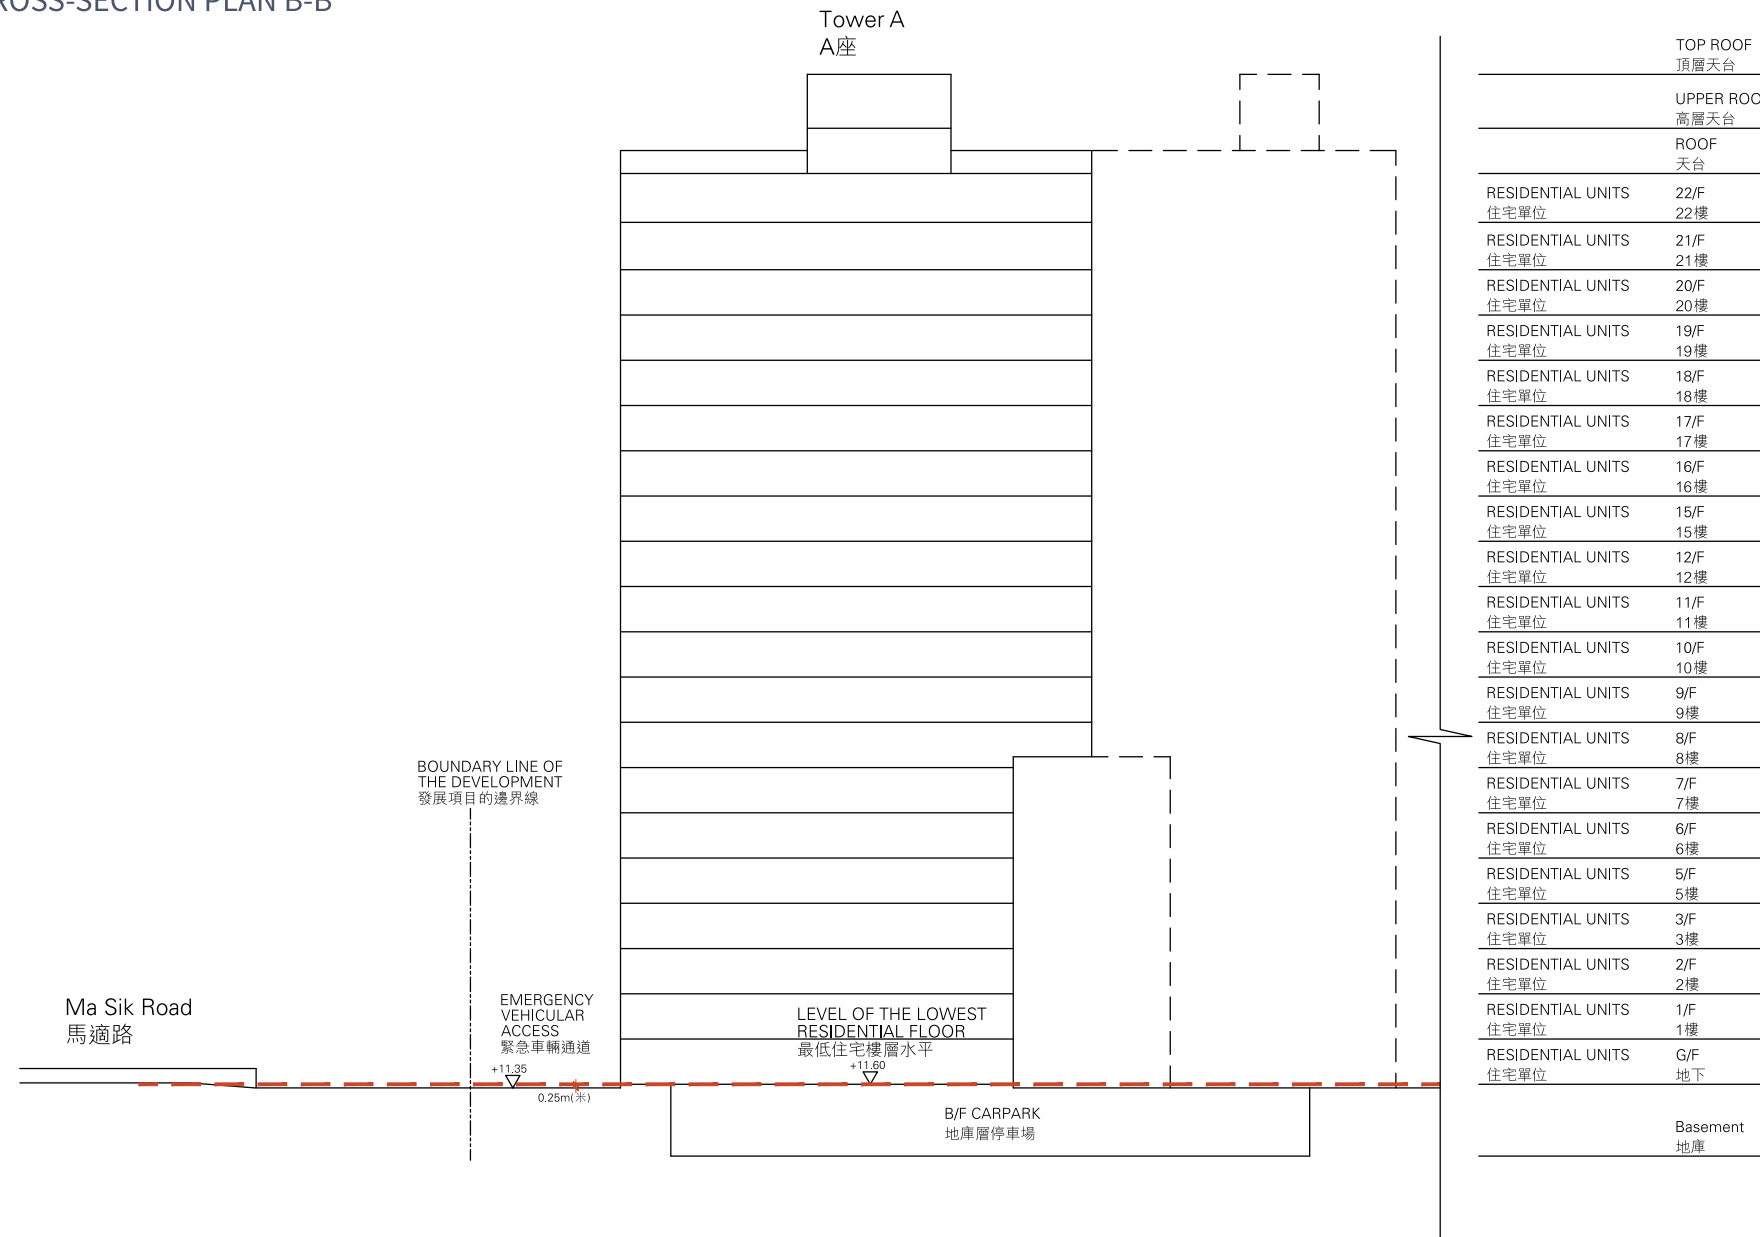 ROSS-SECTION PLAN B-B
Tower A
A座
TOP ROOF
頂層天台
UPPER ROO
高層天台
ROOF
天台
RESIDENTIAL UNITS 22/F
住宅單位 22樓
RESIDENTIAL UNITS 21/F
住宅單位 21樓
RESIDENTIAL UNITS 20/F
住宅單位 20樓
RESIDENTIAL UNITS 19/F
住宅單位 19樓
RESIDENTIAL UNITS 18/F
住宅單位 18樓
RESIDENTIAL UNITS 17/F
住宅單位 17樓
RESIDENTIAL UNITS 16/F
住宅單位 16樓
RESIDENTIAL UNITS 15/F
住宅單位 15樓
RESIDENTIAL UNITS 12/F
住宅單位 12樓
RESIDENTIAL UNITS 11/F
住宅單位 11樓
RESIDENTIAL UNITS 10/F
住宅單位 10樓
RESIDENTIAL UNITS 9/F
住宅單位 9樓
RESIDENTIAL UNITS 8/F
住宅單位 8樓
RESIDENTIAL UNITS 7/F
住宅單位 7樓
RESIDENTIAL UNITS 6/F
住宅單位 6樓
RESIDENTIAL UNITS 5/F
住宅單位 5樓
RESIDENTIAL UNITS 3/F
住宅單位 3樓
RESIDENTIAL UNITS 2/F
住宅單位 2樓
RESIDENTIAL UNITS 1/F
住宅單位 1樓
RESIDENTIAL UNITS G/F
住宅單位 地下
Basement
地庫
BOUNDARY LINE OF
THE DEVELOPMENT
發展項目的邊界線
Ma Sik Road
馬適路
EMERGENCY
VEHICULAR
ACCESS
緊急車輛通道
+11.35
0.25m(米)
LEVEL OF THE LOWEST
RESIDENTIAL FLOOR
最低住宅樓層水平
+11.60
B/F CARPARK
地庫層停車場